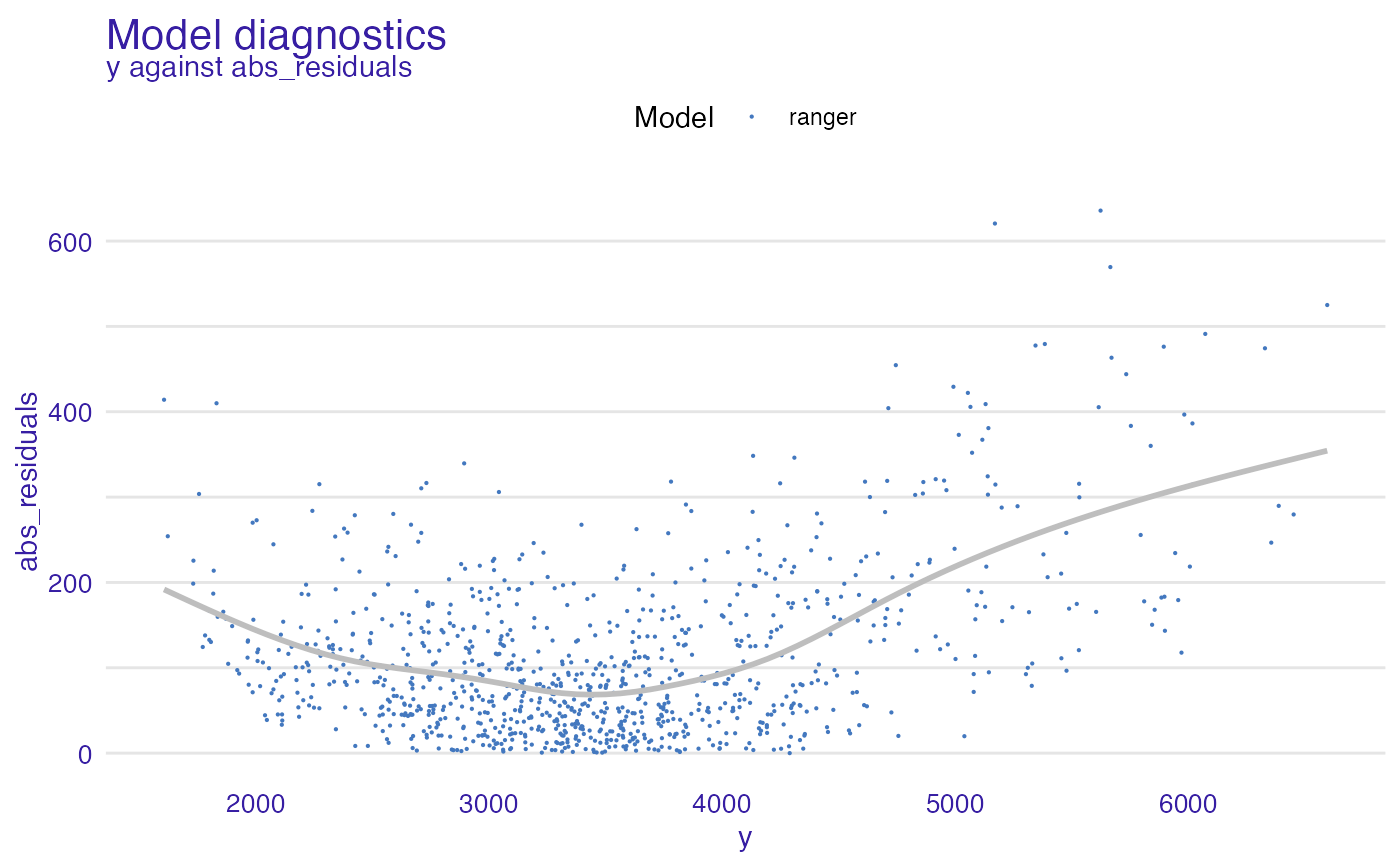 Model diagnostics
y against abs_residuals
Model ranger
600
400
200
0
abs_residuals
2000 3000 4000 5000 6000
y